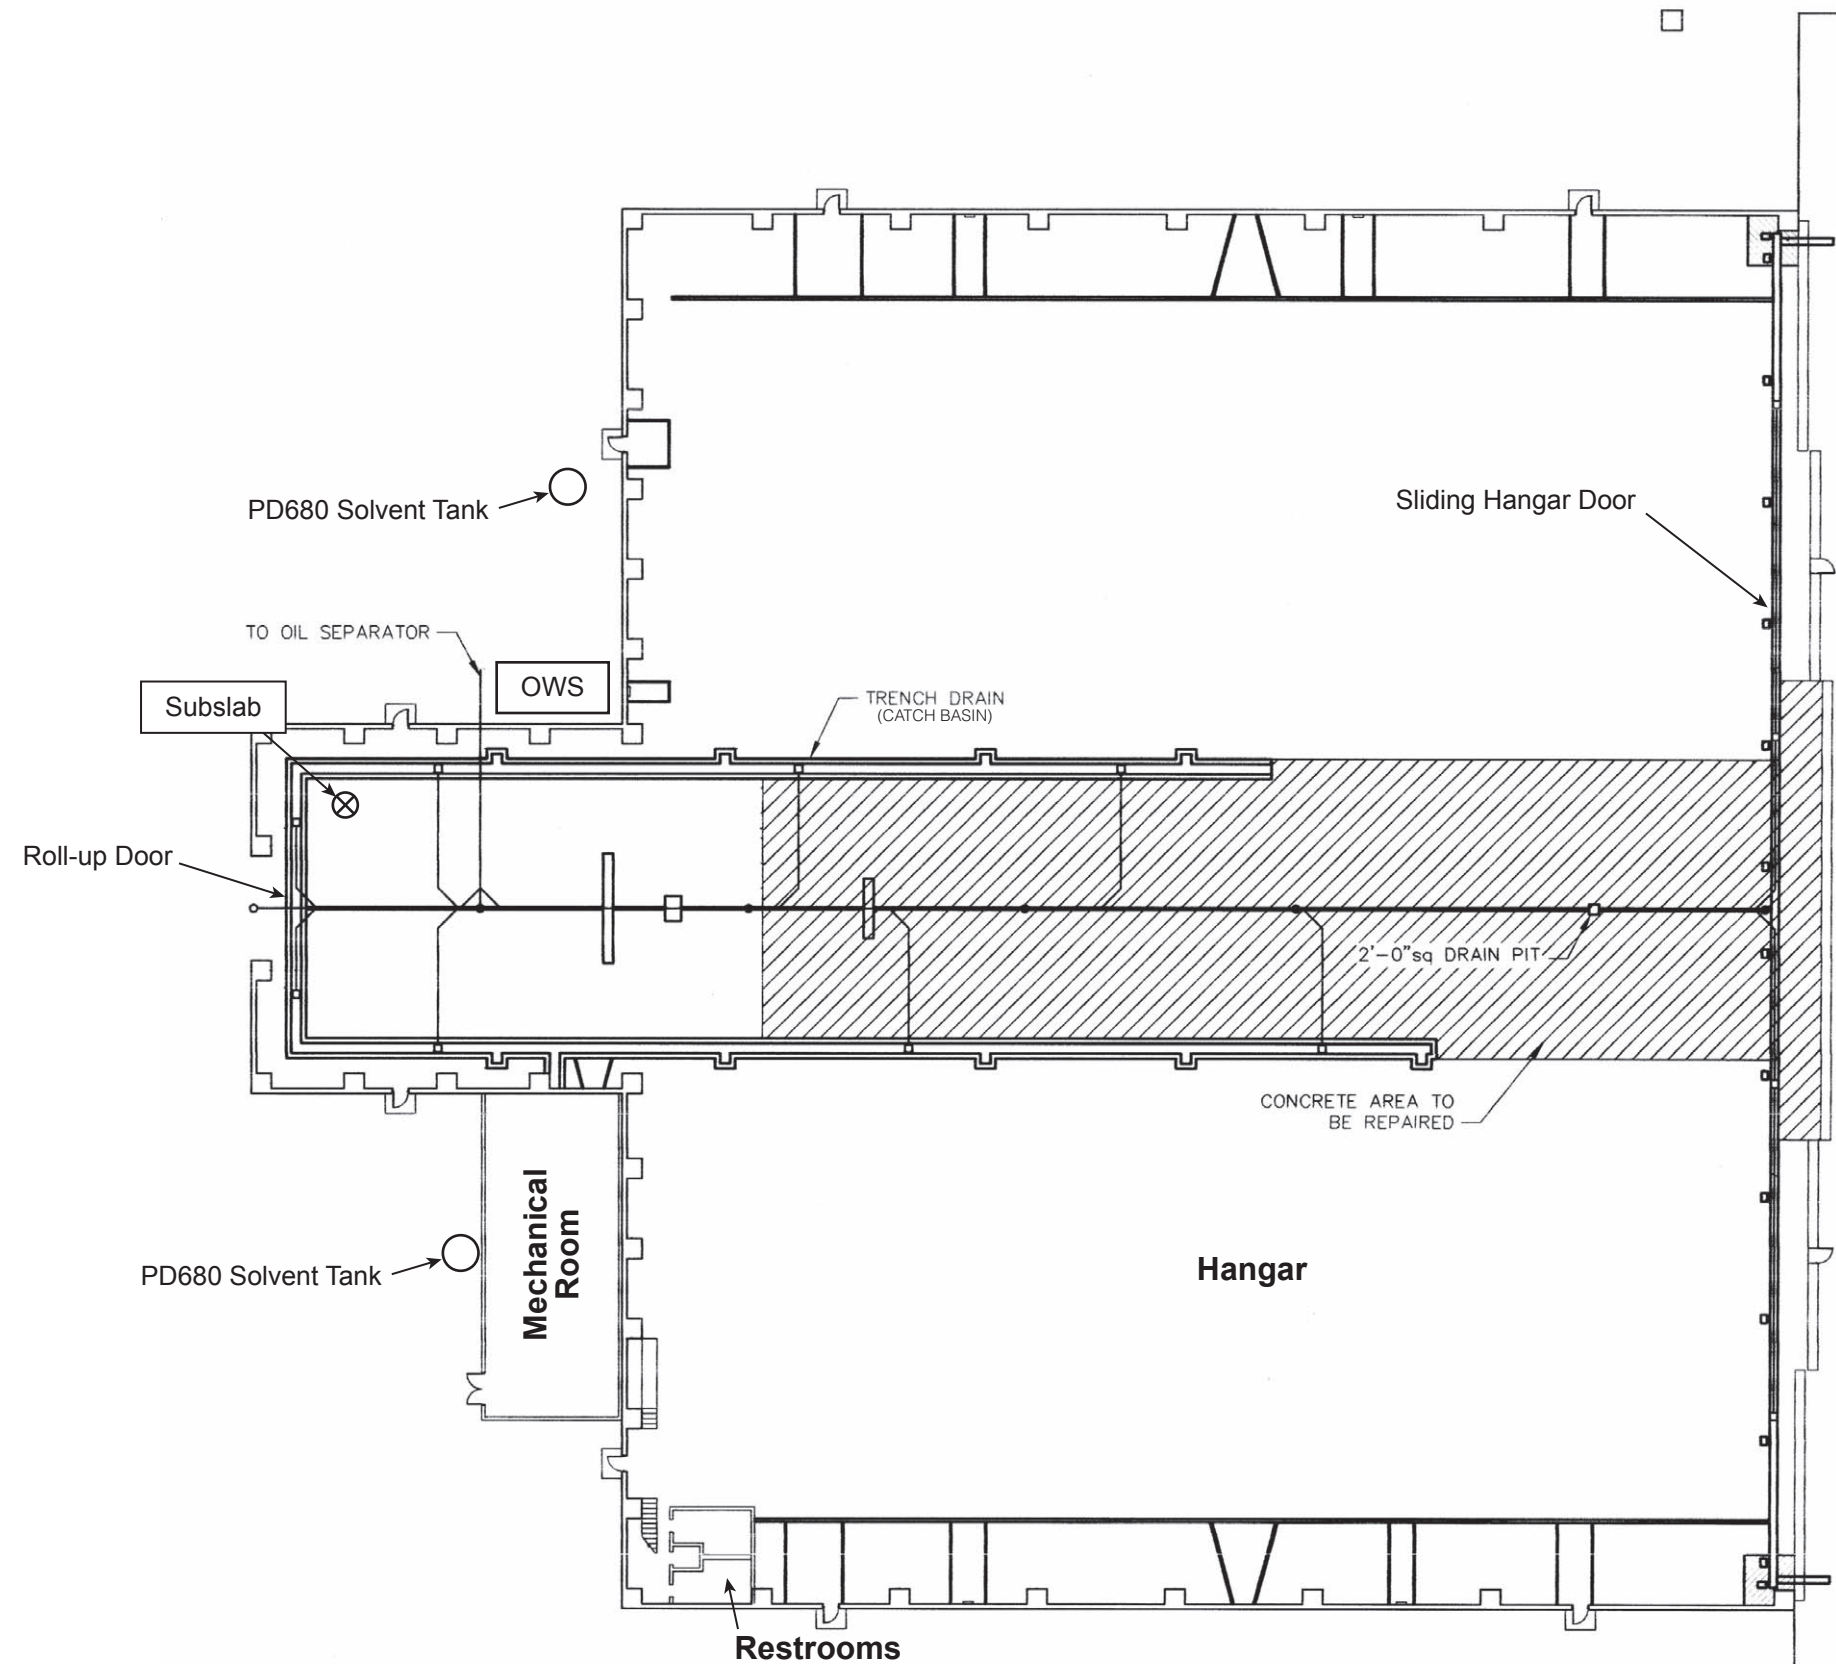 PD680 Solvent Tank
Sliding Hangar Door
TO OIL SEPARATOR
OWS
Subslab
TRENCH DRAIN
(CATCH BASIN)
Roll-up Door
2'-0"sq DRAIN PIT
CONCRETE AREA TO
BE REPAIRED
Mechanical
Room
PD680 Solvent Tank
Hangar
Restrooms